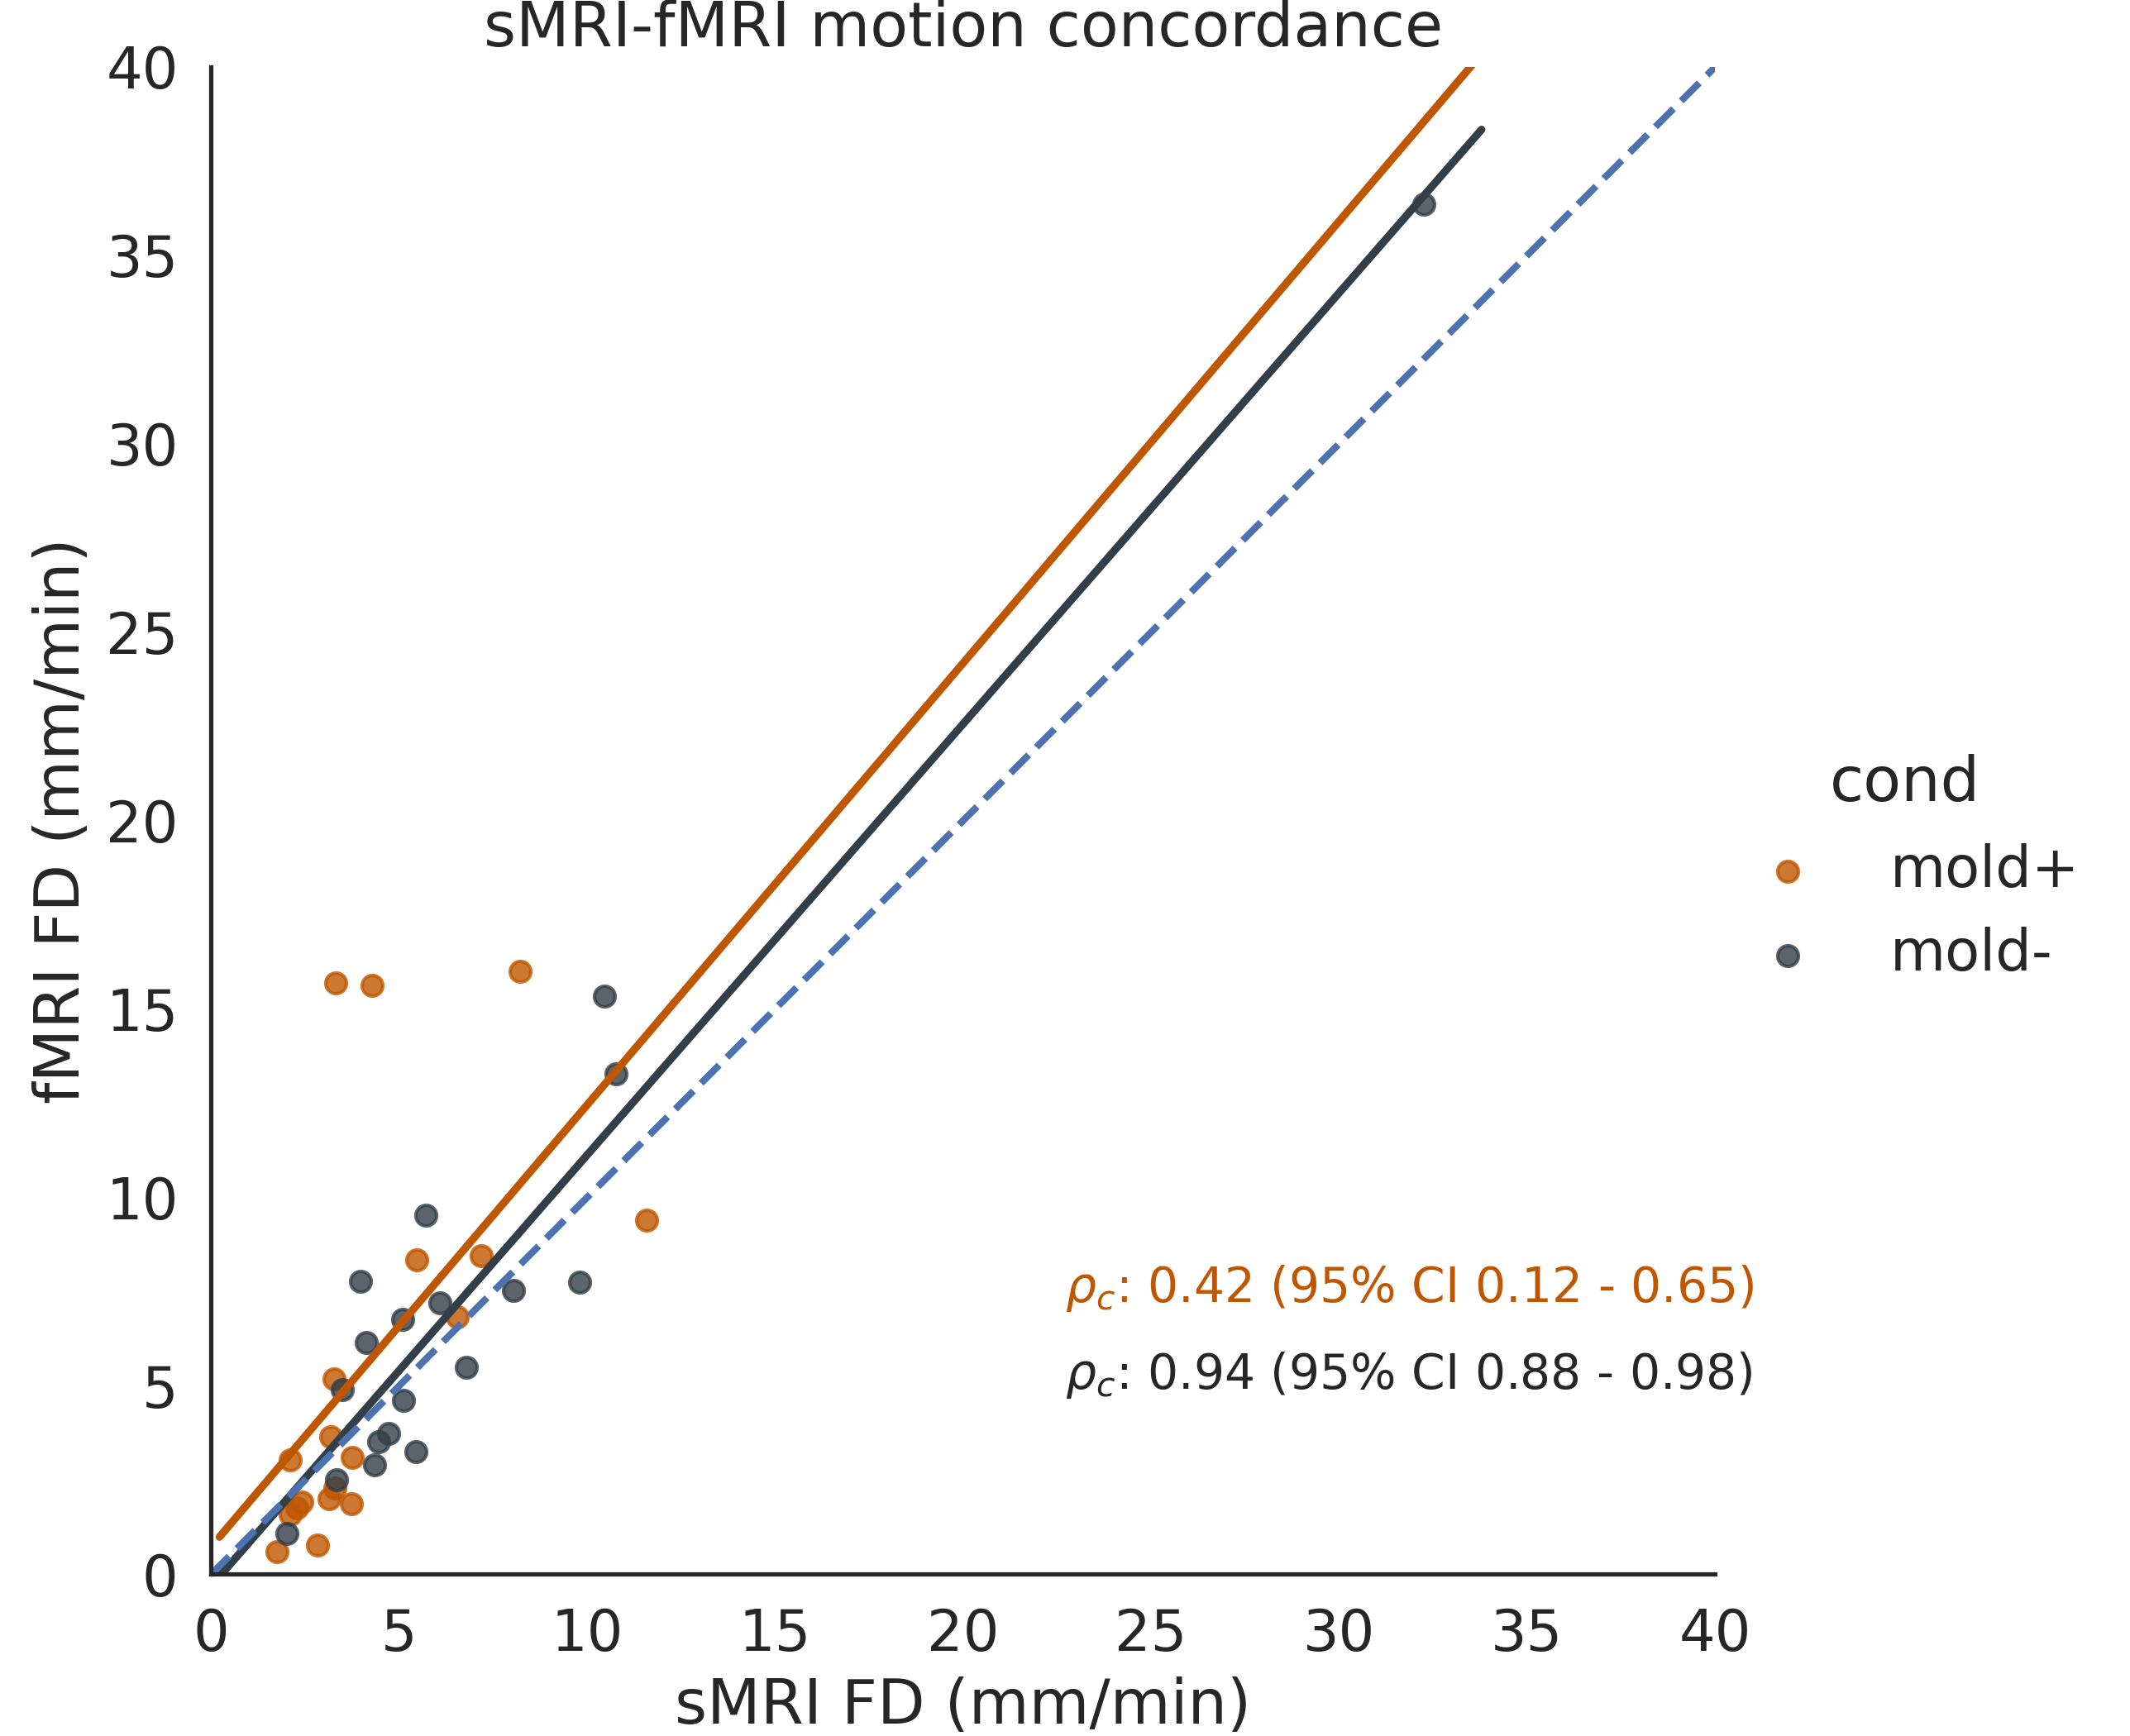 sMRI-fMRI motion concordance
40
35
30
25
20
15
10
5
0
fMRI FD (mm/min)
0 5 10 15 20 25 30 35 40
sMRI FD (mm/min)
ρc: 0.42 (95% CI 0.12 - 0.65)
ρc: 0.94 (95% CI 0.88 - 0.98)
cond
mold+
mold-